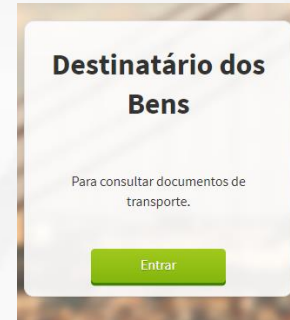 Destinatário dos
Bens
Para consultar documentos de
transporte.
Entrar